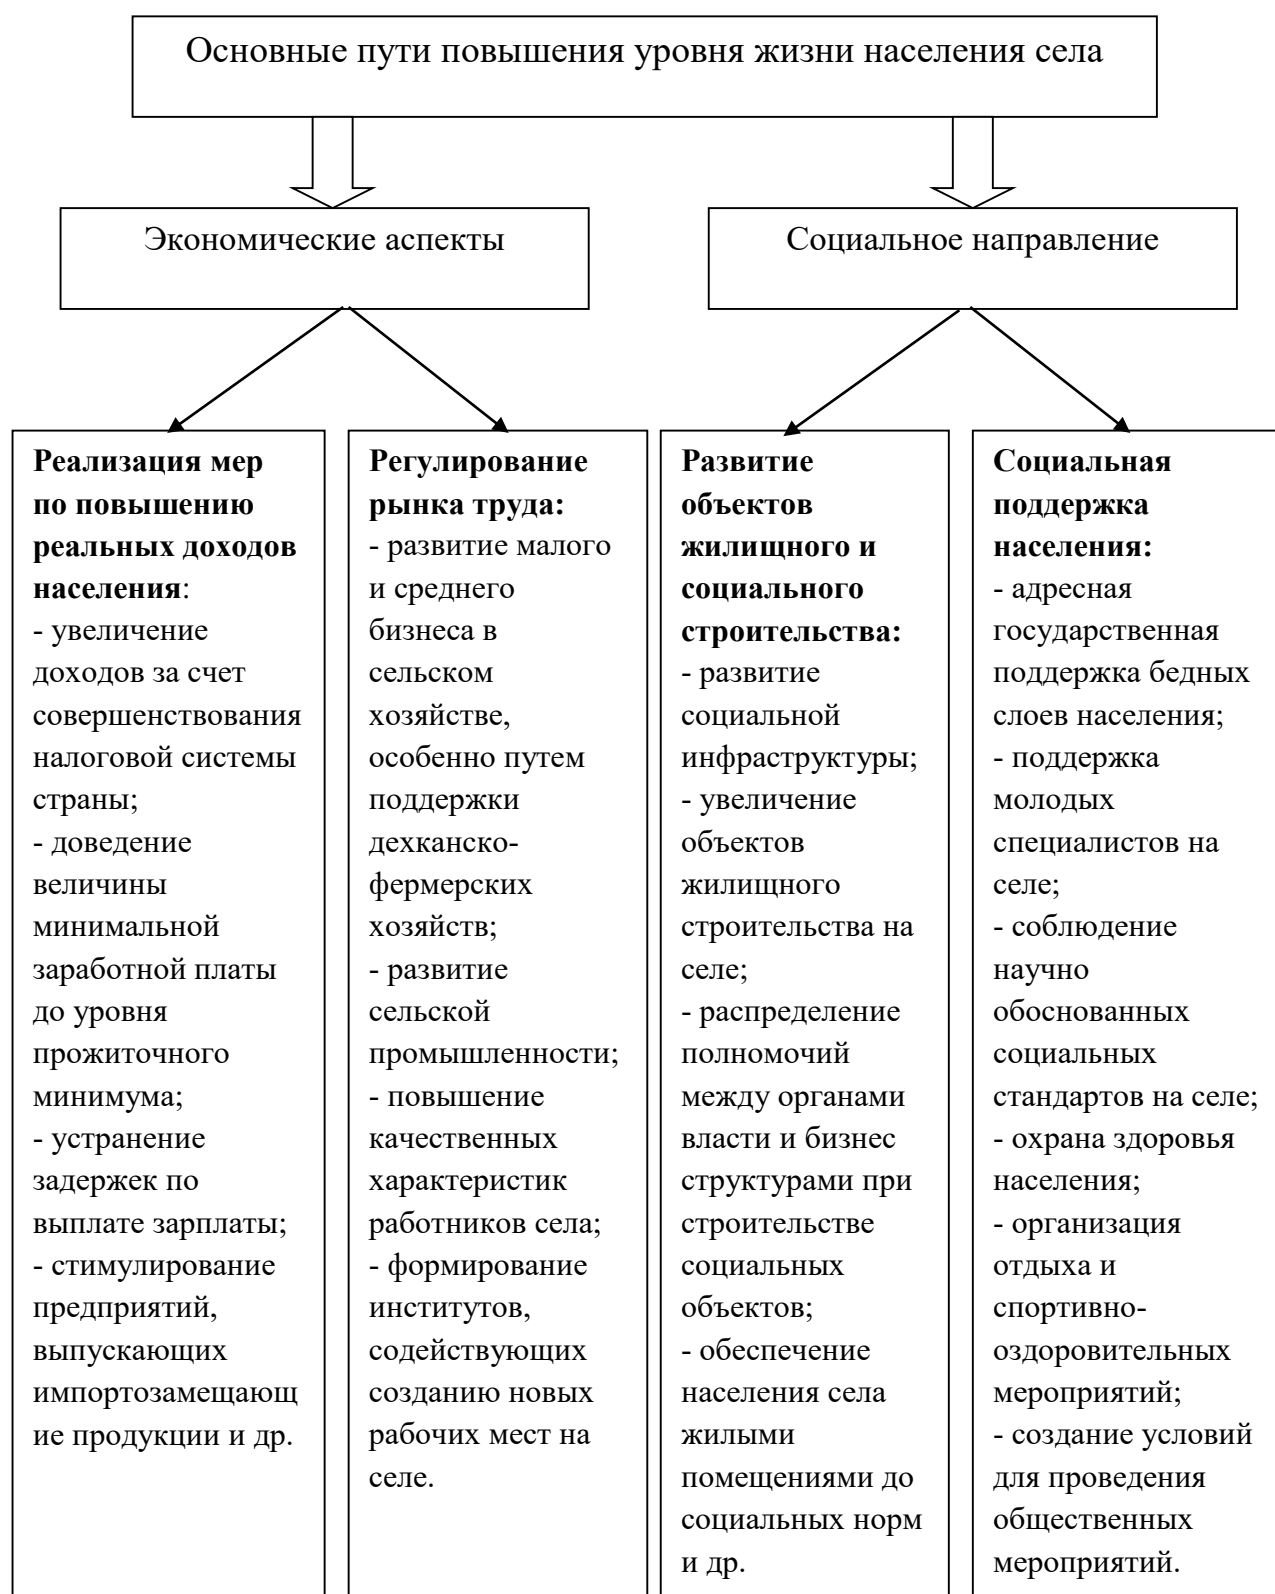 Основные пути повышения уровня жизни населения села
Экономические аспекты
Социальное направление
Реализация мер
по повышению
реальных доходов
населения:
- увеличение
доходов за счет
совершенствования
налоговой системы
страны;
- доведение
величины
минимальной
заработной платы
до уровня
прожиточного
минимума;
- устранение
задержек по
выплате зарплаты;
- стимулирование
предприятий,
выпускающих
импортозамещающ
ие продукции и др.
Регулирование
рынка труда:
- развитие малого
и среднего
бизнеса в
сельском
хозяйстве,
особенно путем
поддержки
дехканско-
фермерских
хозяйств;
- развитие
сельской
промышленности;
- повышение
качественных
характеристик
работников села;
- формирование
институтов,
содействующих
созданию новых
рабочих мест на
селе.
Развитие
объектов
жилищного и
социального
строительства:
- развитие
социальной
инфраструктуры;
- увеличение
объектов
жилищного
строительства на
селе;
- распределение
полномочий
между органами
власти и бизнес
структурами при
строительстве
социальных
объектов;
- обеспечение
населения села
жилыми
помещениями до
социальных норм
и др.
Социальная
поддержка
населения:
- адресная
государственная
поддержка бедных
слоев населения;
- поддержка
молодых
специалистов на
селе;
- соблюдение
научно
обоснованных
социальных
стандартов на селе;
- охрана здоровья
населения;
- организация
отдыха и
спортивно-
оздоровительных
мероприятий;
- создание условий
для проведения
общественных
мероприятий.